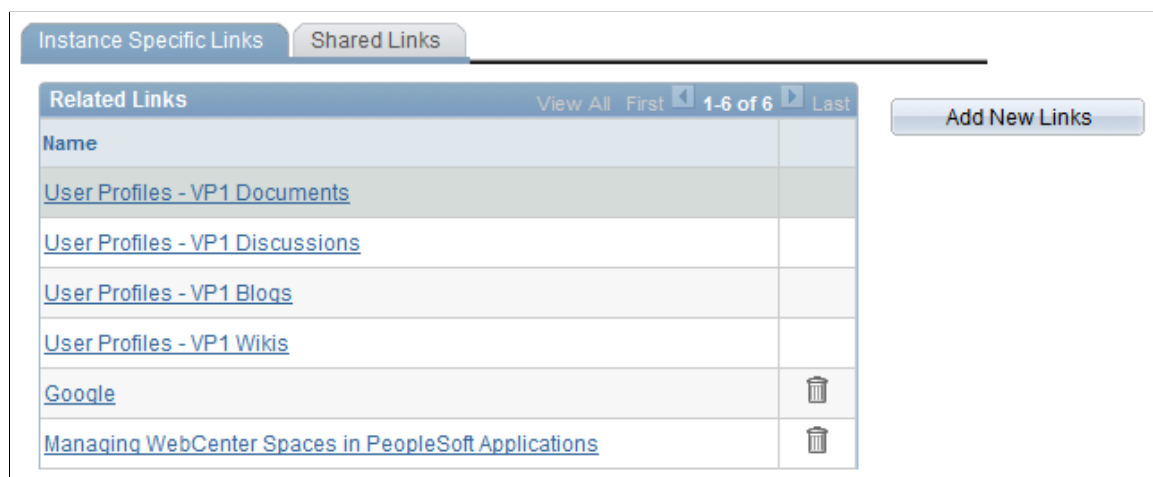 Instance Specific Links Shared Links
Related Links View All First 1-6 of 6 Last
Add New Links
Name
User Profiles - VP1 Documents
User Profiles - VP1 Discussions
User Profiles - VP1 Blogs
User Profiles - VP1 Wikis
Google
Managing WebCenter Spaces in PeopleSoft Applications